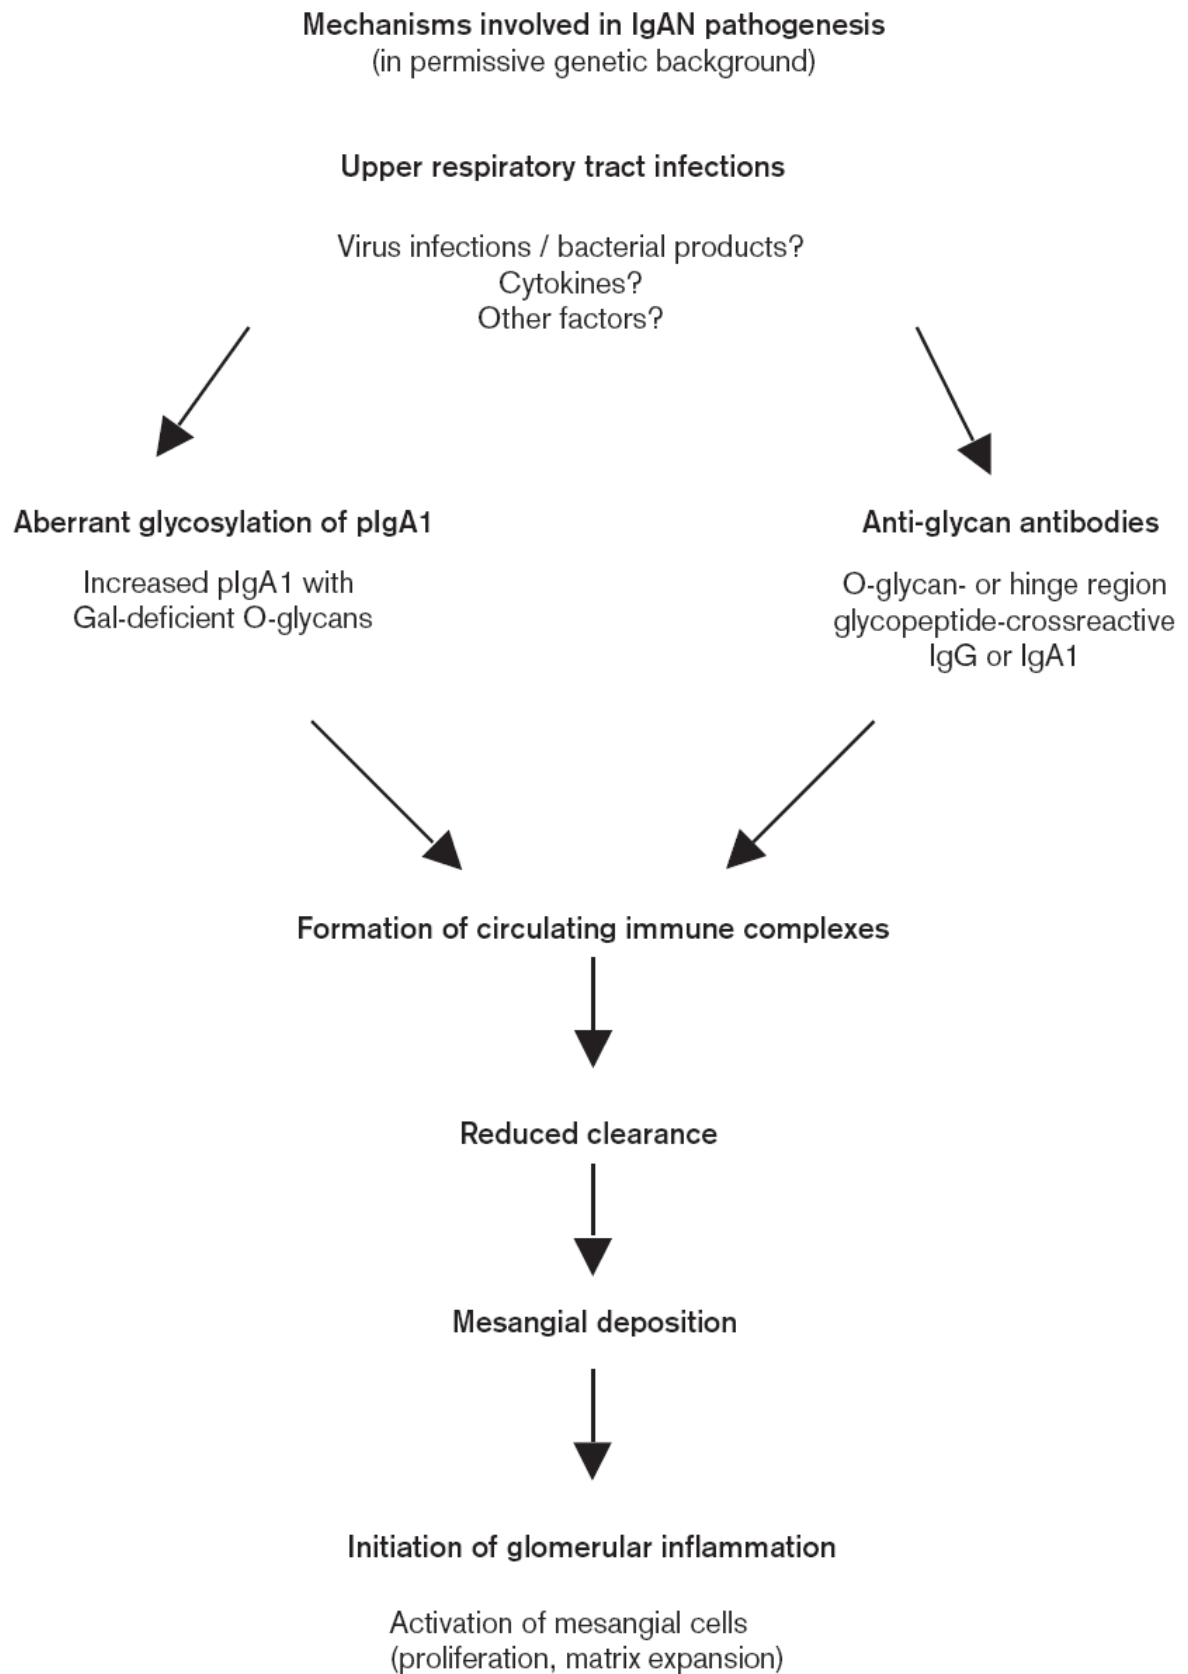 Mechanisms involved in IgAN pathogenesis
(in permissive genetic background)
Upper respiratory tract infections
Virus infections / bacterial products?
Cytokines?
Other factors?
Aberrant glycosylation of pIgA1
Increased pIgA1 with
Gal-deficient O-glycans
Anti-glycan antibodies
O-glycan- or hinge region
glycopeptide-crossreactive
IgG or IgA1
Formation of circulating immune complexes
Reduced clearance
Mesangial deposition
Initiation of glomerular inflammation
Activation of mesangial cells
(proliferation, matrix expansion)